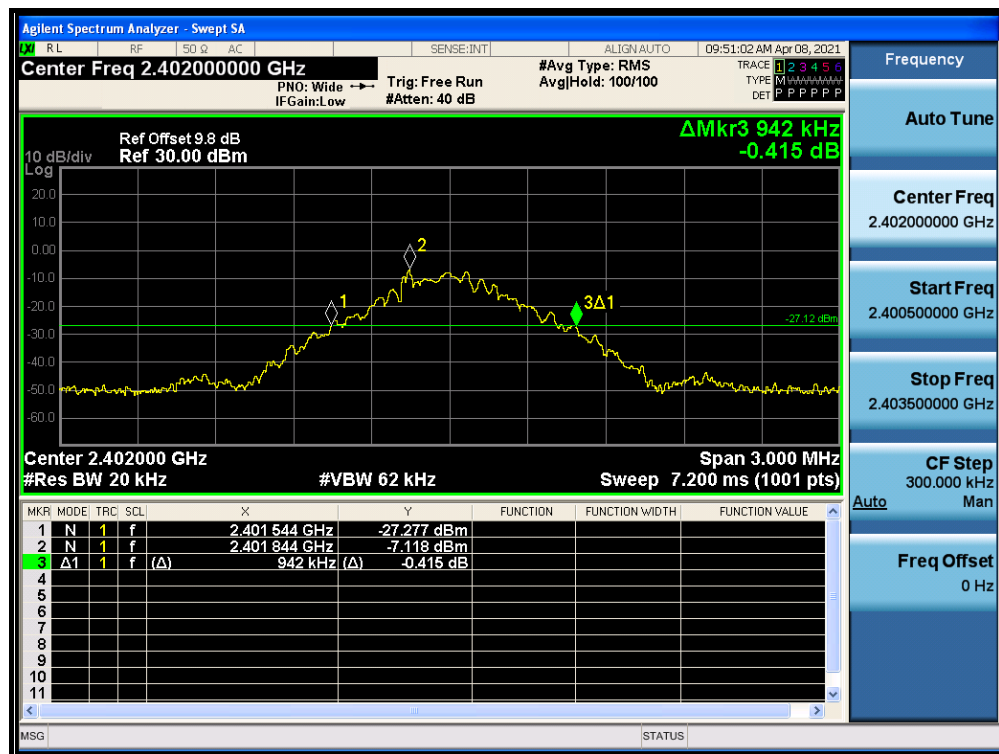 Agilent Spectrum Analyzer - Swept SA
LXI RL RF 50 Ω AC SENSE:INT ALIGN AUTO 09:51:02 AM Apr 08, 2021
Center Freq 2.402000000 GHz
PNO: Wide
IFGain:Low
Trig: Free Run
#Atten: 40 dB
#Avg Type: RMS
Avg|Hold: 100/100
TRACE 1 2 3 4 5 6
TYPE M
DET P P P P P P
Ref Offset 9.8 dB
10 dB/div Ref 30.00 dBm
Log
ΔMkr3 942 kHz
-0.415 dB
20.0
10.0
0.00
-10.0
-20.0
-30.0
-40.0
-50.0
-60.0
1
2
3Δ1
-27.12 dBm
Center 2.402000 GHz Span 3.000 MHz
#Res BW 20 kHz #VBW 62 kHz Sweep 7.200 ms (1001 pts)
MKR MODE TRC SCL X Y FUNCTION FUNCTION WIDTH FUNCTION VALUE
1 N 1 f 2.401 544 GHz -27.277 dBm
2 N 1 f 2.401 844 GHz -7.118 dBm
3 Δ1 1 f (Δ) 942 kHz (Δ) -0.415 dB
4
5
6
7
8
9
10
11
MSG STATUS
Frequency
Auto Tune
Center Freq
2.402000000 GHz
Start Freq
2.400500000 GHz
Stop Freq
2.403500000 GHz
CF Step
300.000 kHz
Auto Man
Freq Offset
0 Hz